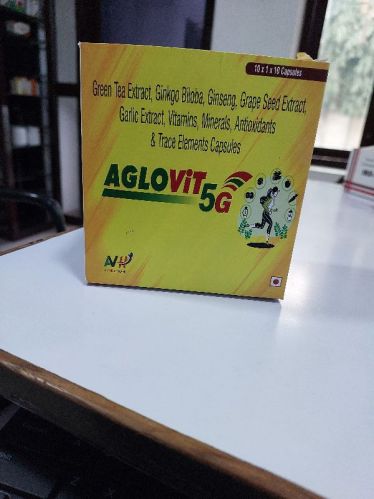 10 x 1 x 10 Capsules
Green Tea Extract, Ginkgo Biloba, Ginseng, Grape Seed Extract,
Garlic Extract, Vitamins, Minerals, Antioxidants
& Trace Elements Capsules
AGLOViT
5G